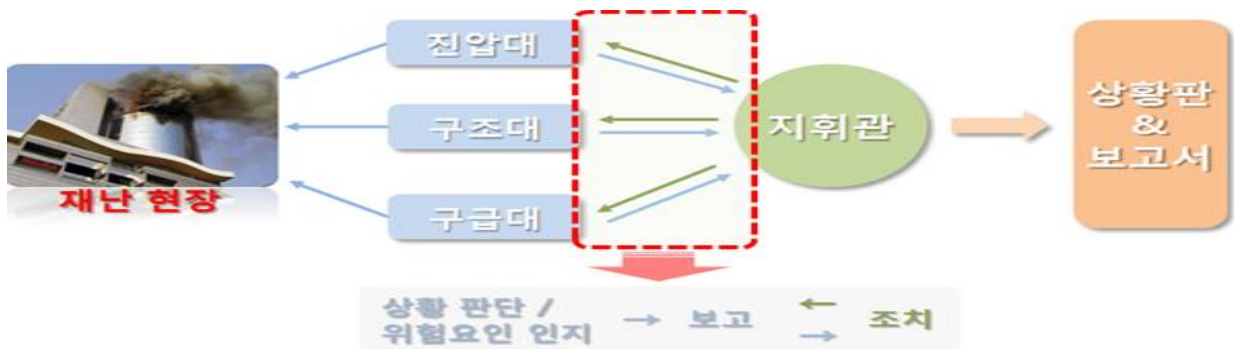 진압대
구조대
구급대
재난 현장
지휘관
상황판
&
보고서
상황 판단 /
위험요인 인지
→ 보고
←
→
조치